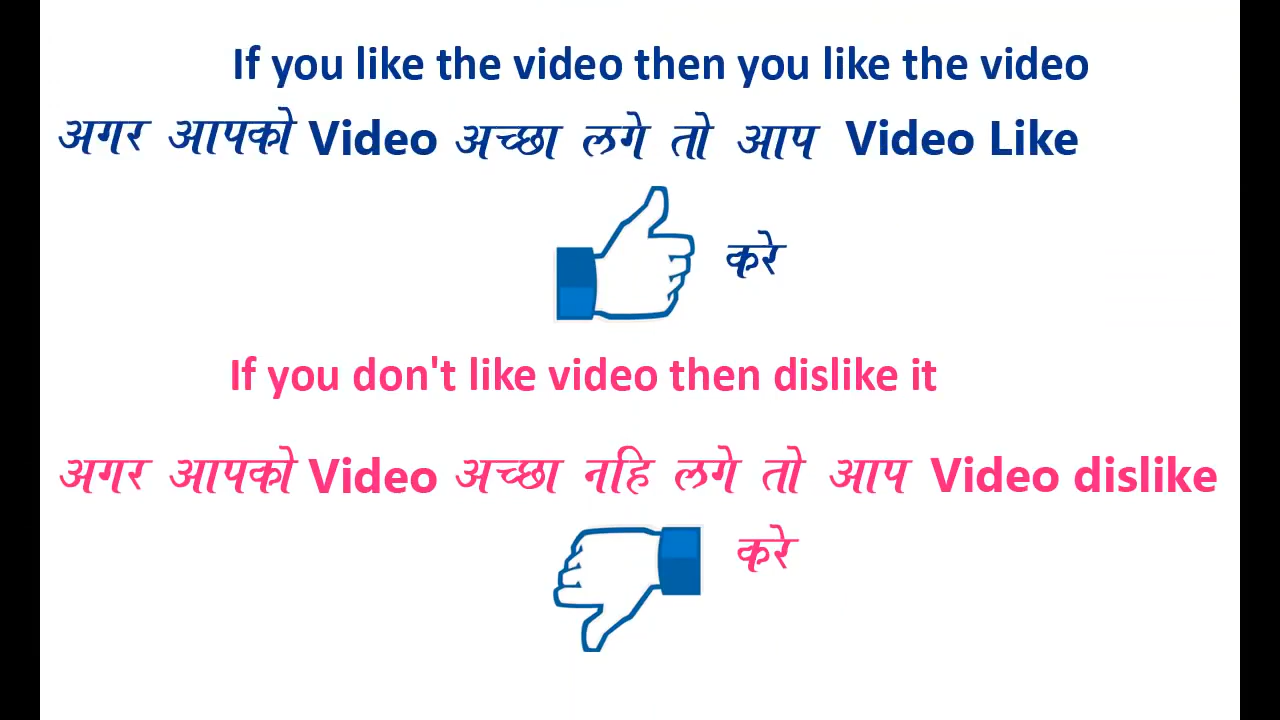 If you like the video then you like the video
अगर आपको Video अच्छा लगे तो आप Video Like
करे
If you don't like video then dislike it
अगर आपको Video अच्छा नहि लगे तो आप Video dislike
करे